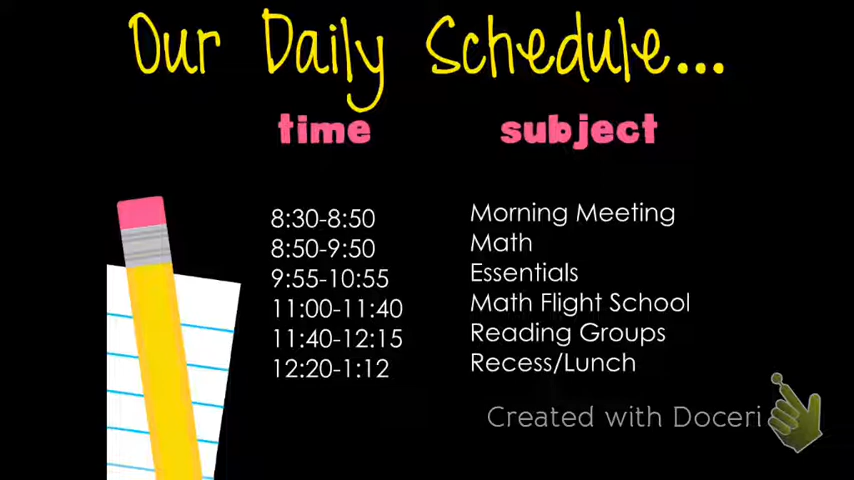 Our Daily Schedule...
time subject
8:30-8:50 Morning Meeting
8:50-9:50 Math
9:55-10:55 Essentials
11:00-11:40 Math Flight School
11:40-12:15 Reading Groups
12:20-1:12 Recess/Lunch
Created with Doceri